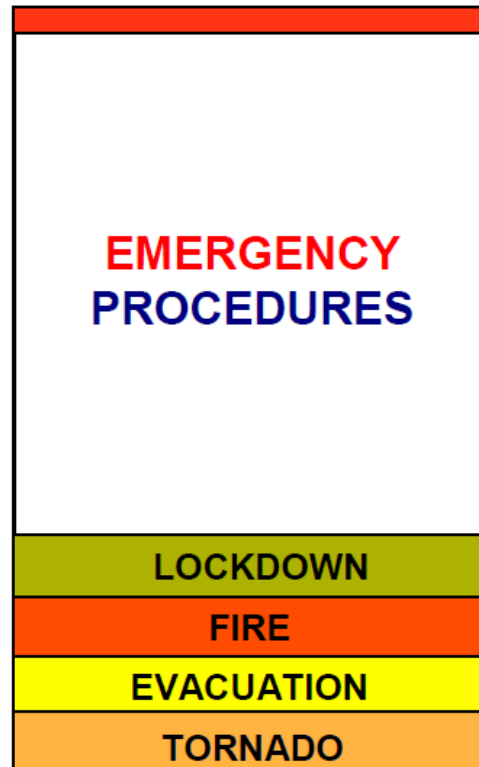 EMERGENCY
PROCEDURES
LOCKDOWN
FIRE
EVACUATION
TORNADO